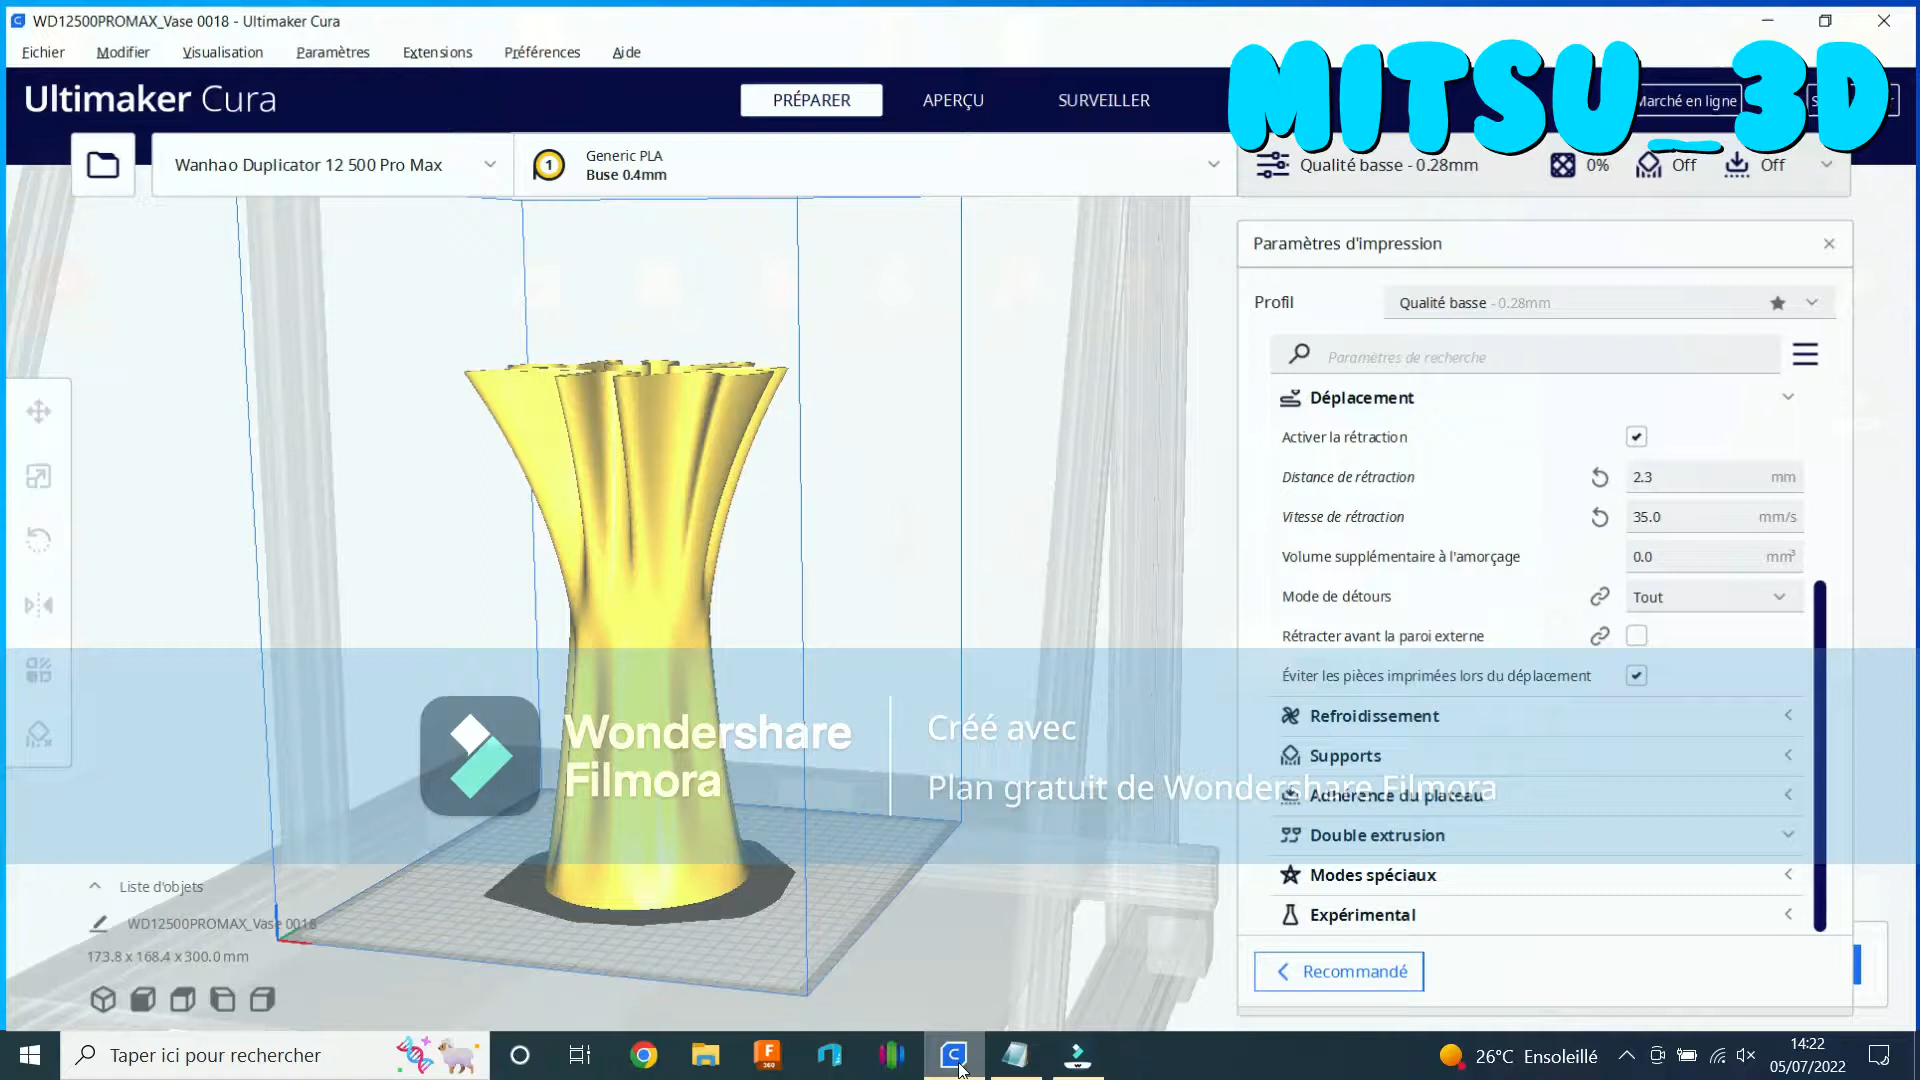 WD12500PROMAX_Vase 0018 - Ultimaker Cura
Fichier Modifier Visualisation Paramètres Extensions Préférences Aide
MITSU_3D
Ultimaker Cura
PRÉPARER APERÇU SURVEILLER
Marché en ligne
Wanhao Duplicator 12 500 Pro Max
1
Generic PLA
Buse 0.4mm
Qualité basse - 0.28mm
0% Off Off
Paramètres d'impression
Profil Qualité basse - 0.28mm
Paramètres de recherche
Déplacement
Activer la rétraction
Distance de rétraction 2.3 mm
Vitesse de rétraction 35.0 mm/s
Volume supplémentaire à l'amorçage 0.0 mm³
Mode de détours Tout
Rétracter avant la paroi externe
Éviter les pièces imprimées lors du déplacement
Refroidissement
Supports
Adhérence du plateau
Double extrusion
Modes spéciaux
Expérimental
Recommandé
Wondershare
Filmora
Créé avec
Plan gratuit de Wondershare Filmora
Liste d'objets
WD12500PROMAX_Vase 0018
173.8 x 168.4 x 300.0 mm
Taper ici pour rechercher
F
360
C
26°C Ensoleillé
14:22
05/07/2022